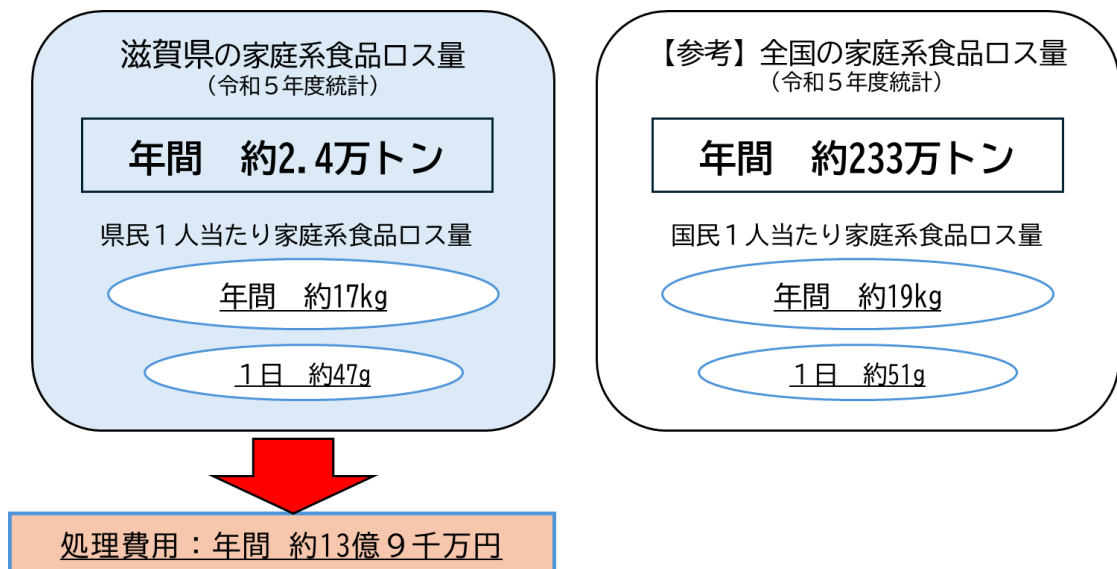 滋賀県の家庭系食品ロス量
（令和５年度統計）
年間　約2.4万トン
県民１人当たり家庭系食品ロス量
年間　約17kg
１日　約47g
処理費用：年間 約13億９千万円
【参考】全国の家庭系食品ロス量
（令和５年度統計）
年間　約233万トン
国民１人当たり家庭系食品ロス量
年間　約19kg
１日　約51g